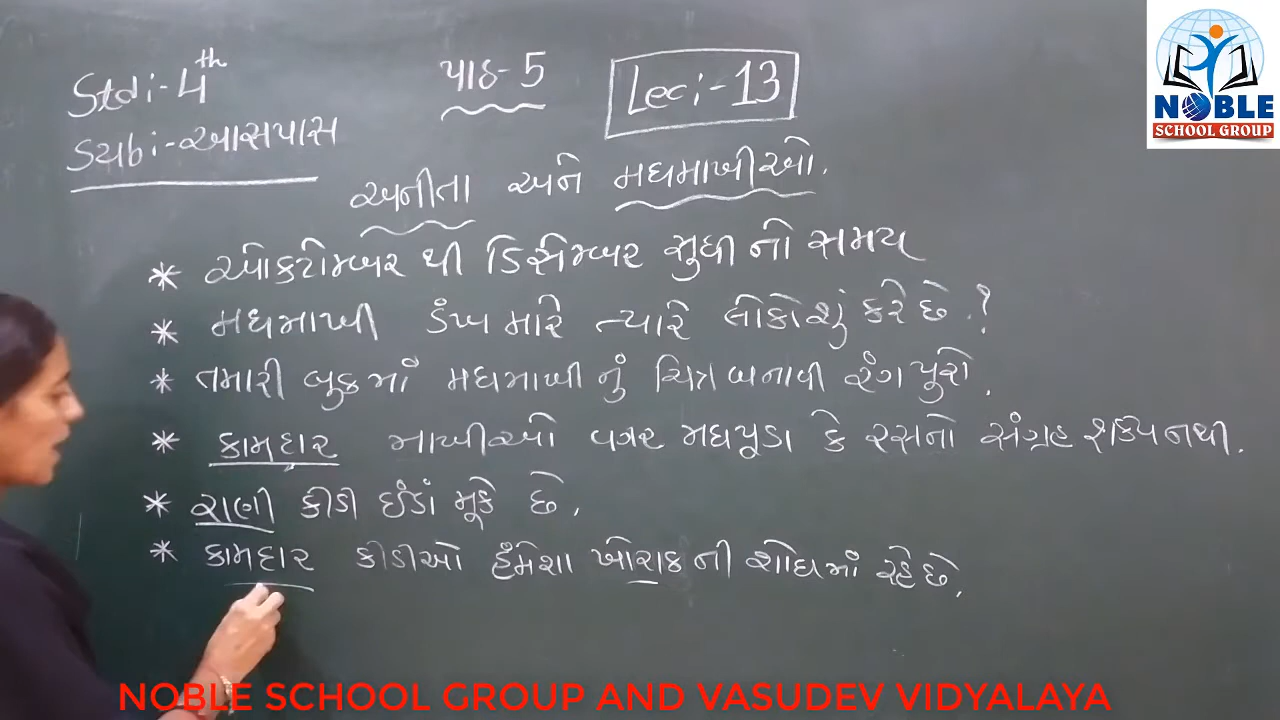 Std :- 4th
પાઠ - 5
Lec :- 13
Sub :- આસપાસ
અનીતા અને મધમાખીઓ.
* ઓક્ટોમ્બર થી ડિસેમ્બર સુધી નો સમય
* મધમાખી ડંખ મારે ત્યારે લોકો શું કરે છે.?
* તમારી બુકમાં મધમાખી નું ચિત્ર બનાવી રંગ પુરો.
* કામદાર માખીઓ વગર મધપૂડા કે રસનો સંગ્રહ શક્ય નથી.
* રાણી કીડી ઈંડાં મૂકે છે.
* કામદાર કીડીઓ હંમેશા ખોરાક ની શોધમાં રહે છે.
NOBLE
SCHOOL GROUP
NOBLE SCHOOL GROUP AND VASUDEV VIDYALAYA